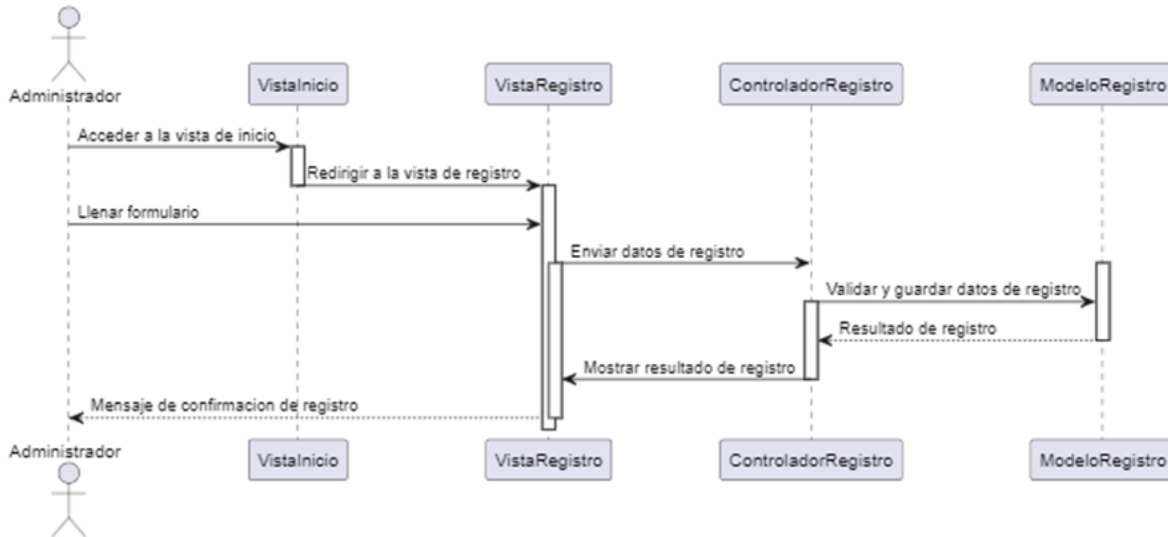 Administrador
VistaInicio
VistaRegistro
ControladorRegistro
ModeloRegistro
Acceder a la vista de inicio
Redirigir a la vista de registro
Llenar formulario
Enviar datos de registro
Validar y guardar datos de registro
Resultado de registro
Mostrar resultado de registro
Mensaje de confirmacion de registro
Administrador
VistaInicio
VistaRegistro
ControladorRegistro
ModeloRegistro